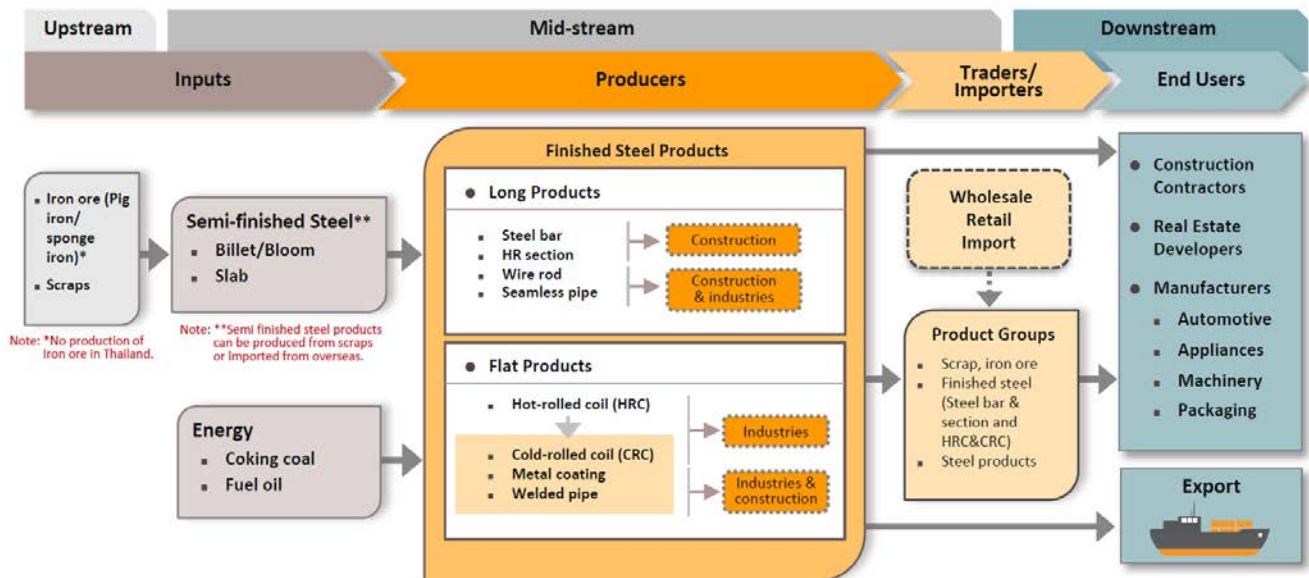 Upstream
Mid-stream
Downstream
Inputs
Producers
Traders/
Importers
End Users
Iron ore (Pig
iron/
sponge
iron)*
Scraps
Note: *No production of
Iron ore in Thailand.
Semi-finished Steel**
Billet/Bloom
Slab
Note: **Semi finished steel products
can be produced from scraps
or imported from overseas.
Energy
Coking coal
Fuel oil
Finished Steel Products
Long Products
Steel bar
HR section
Wire rod
Seamless pipe
Construction
Construction
& industries
Flat Products
Hot-rolled coil (HRC)
Cold-rolled coil (CRC)
Metal coating
Welded pipe
Industries
Industries &
construction
Wholesale
Retail
Import
Product Groups
Scrap, iron ore
Finished steel
(Steel bar &
section and
HRC&CRC)
Steel products
Construction
Contractors
Real Estate
Developers
Manufacturers
Automotive
Appliances
Machinery
Packaging
Export